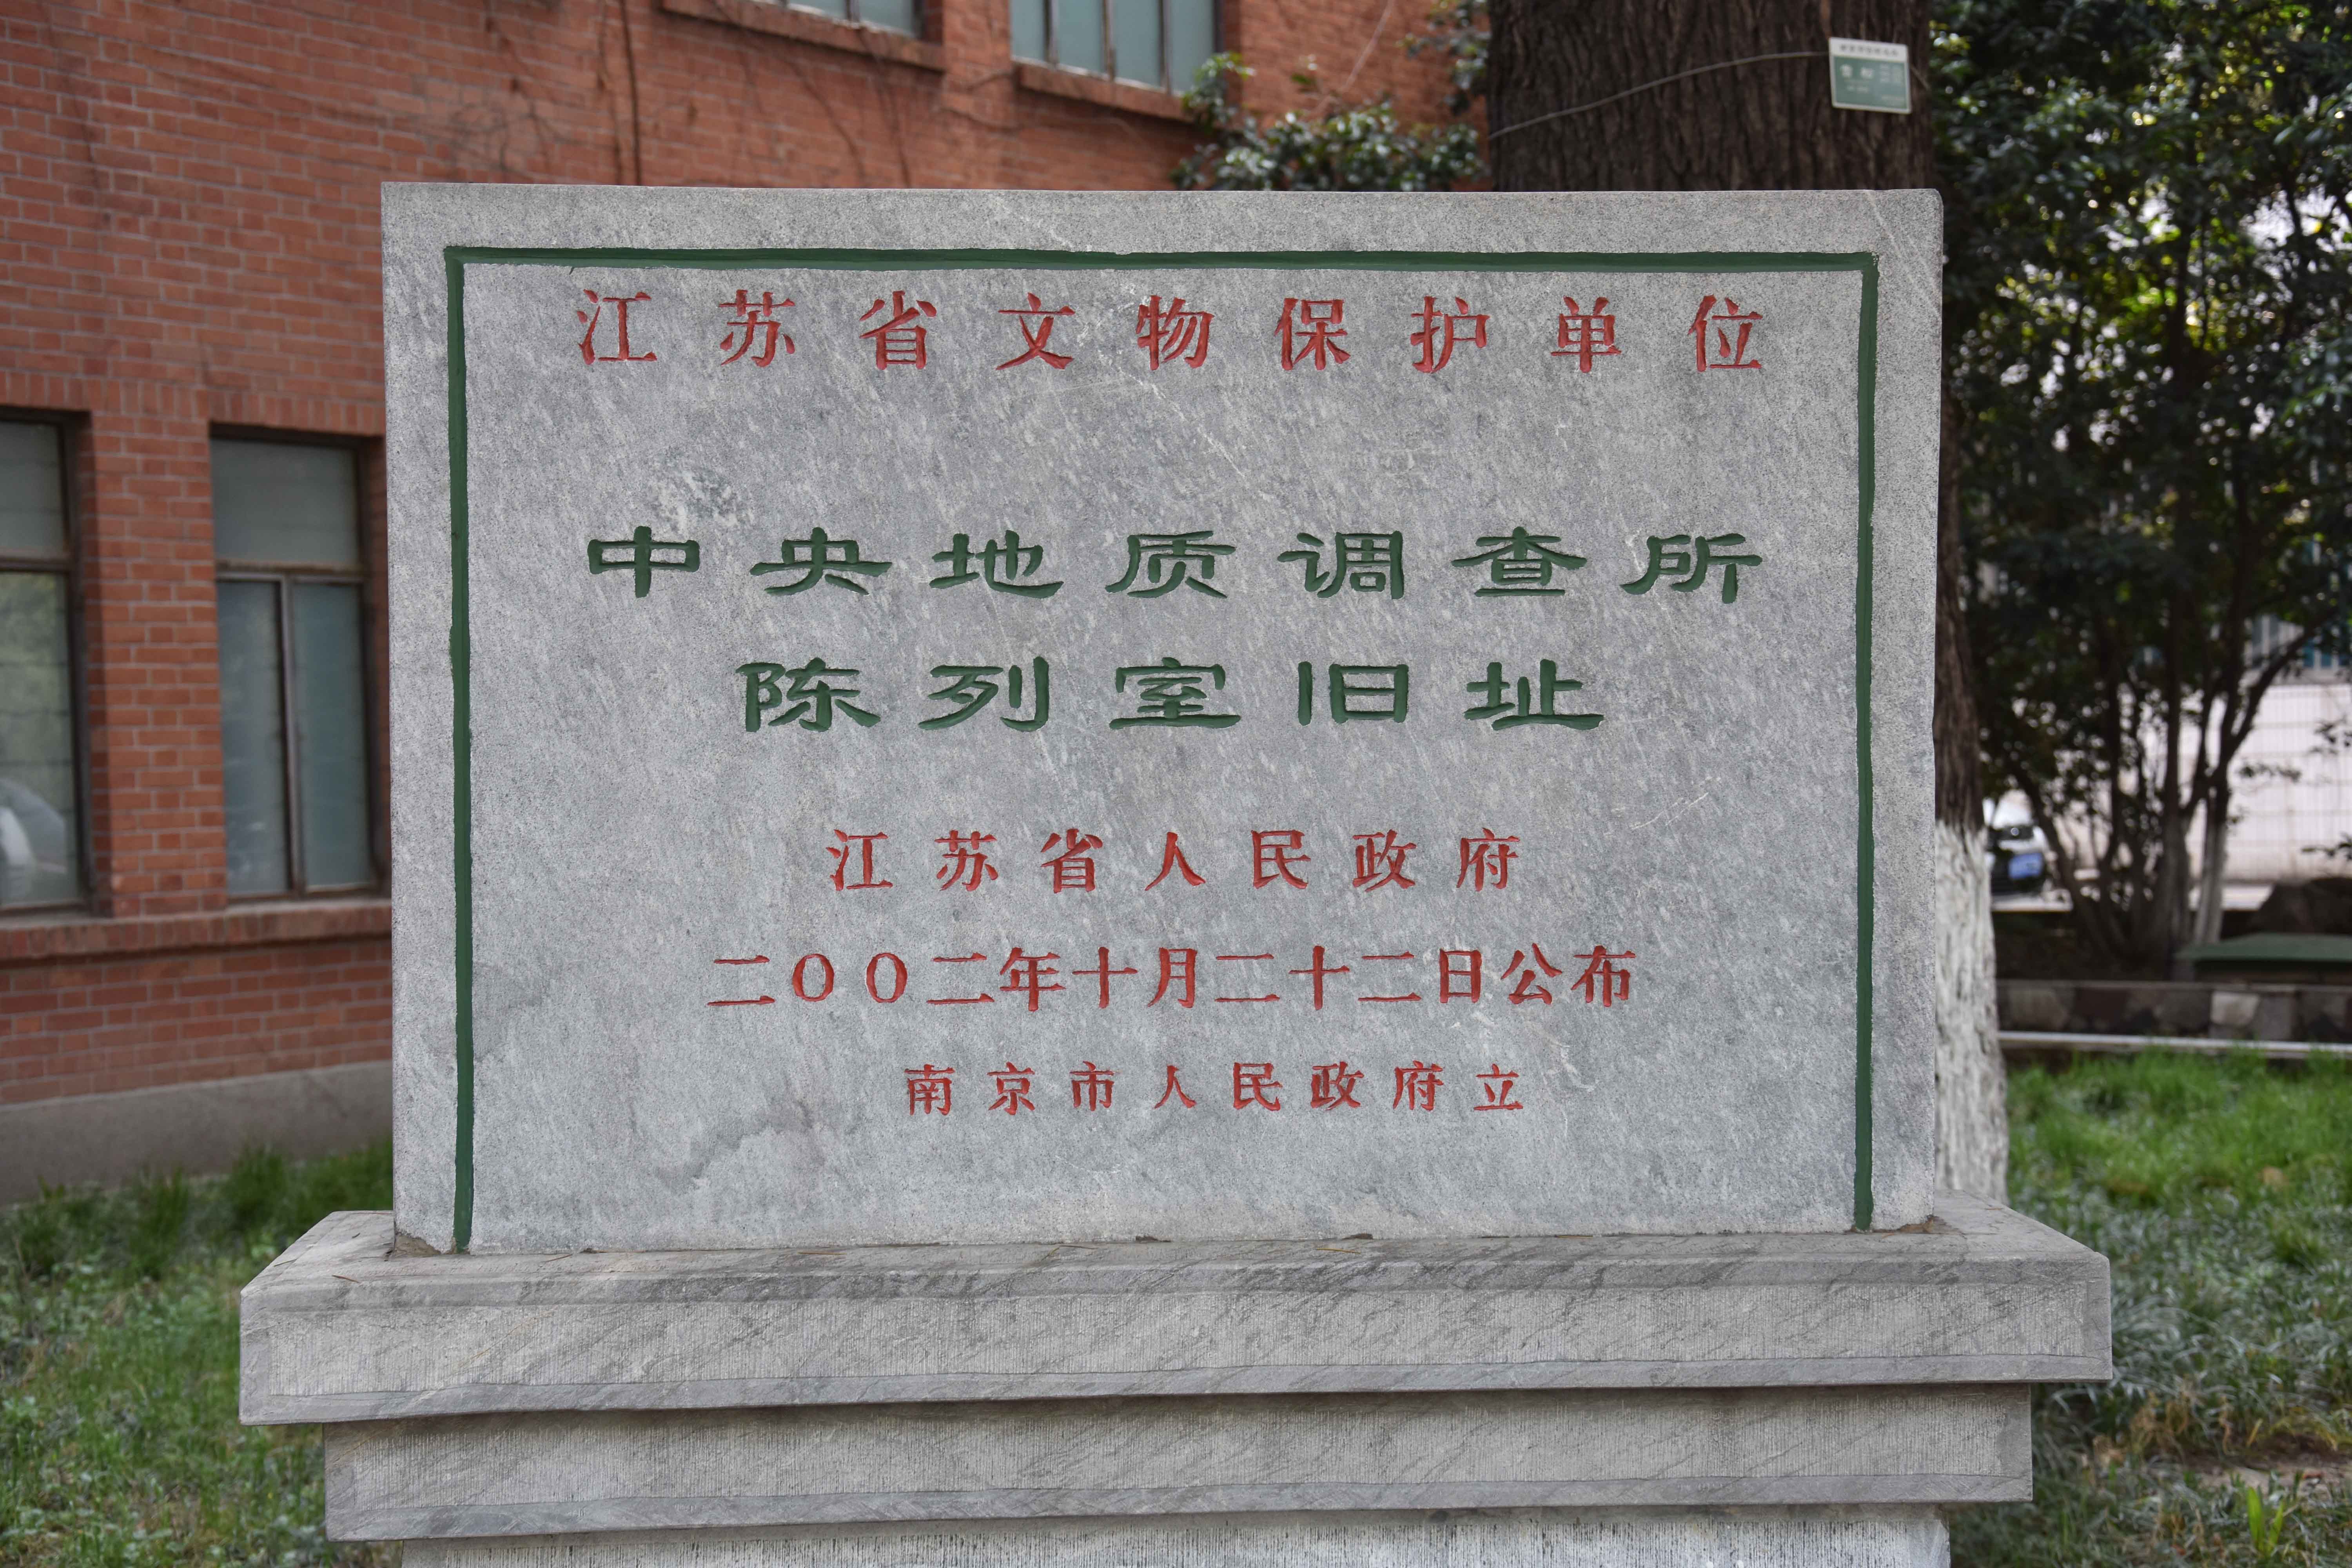 江苏省文物保护单位
中央地质调查所
陈列室旧址
江苏省人民政府
二〇〇二年十月二十二日公布
南京市人民政府立
雪松